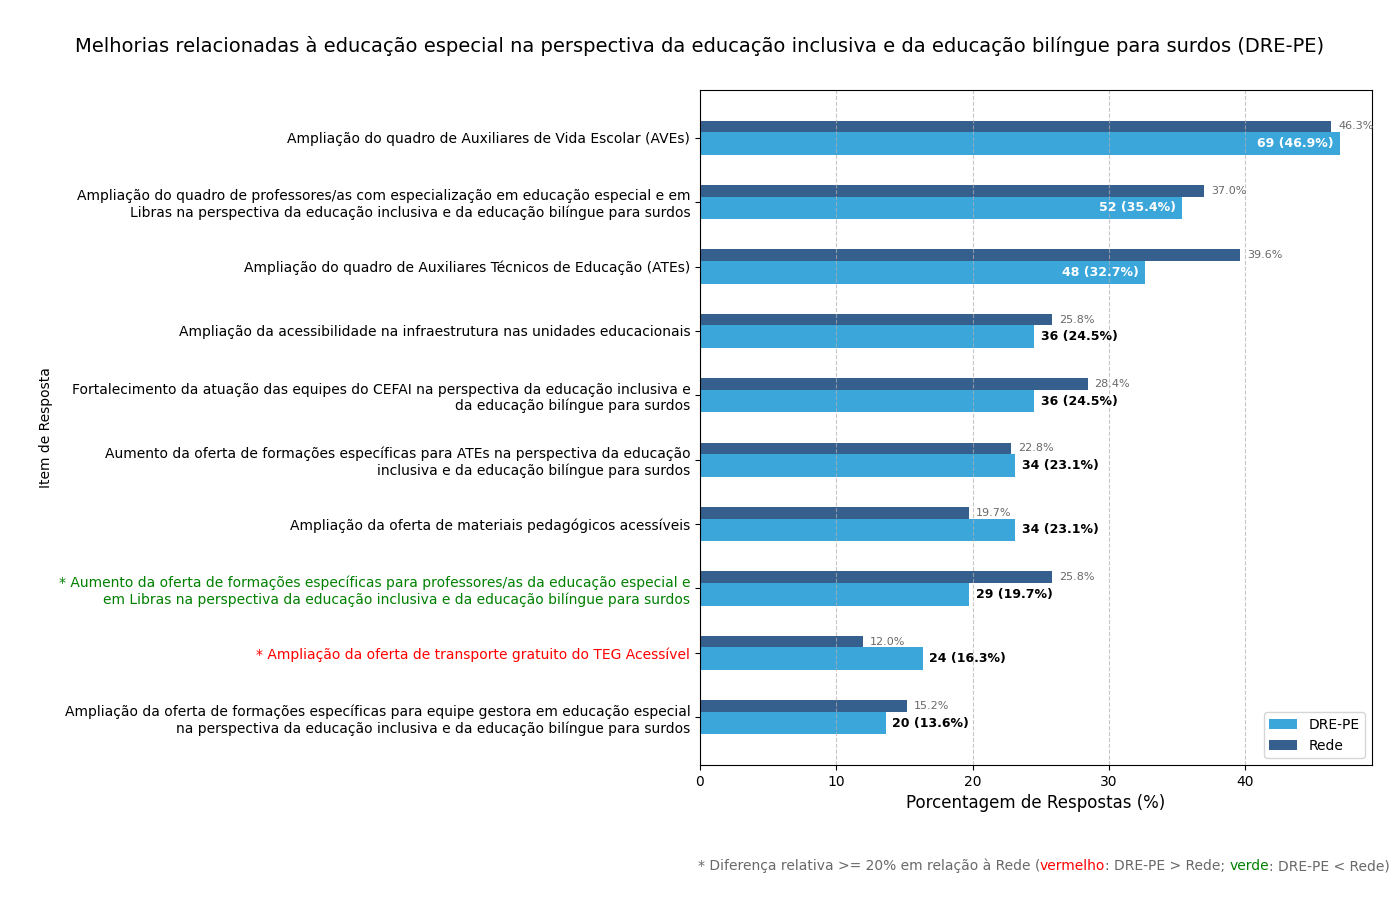 Melhorias relacionadas à educação especial na perspectiva da educação inclusiva e da educação bilíngue para surdos (DRE-PE)
Item de Resposta
Ampliação do quadro de Auxiliares de Vida Escolar (AVEs)
46.3%
69 (46.9%)
Ampliação do quadro de professores/as com especialização em educação especial e em
Libras na perspectiva da educação inclusiva e da educação bilíngue para surdos
37.0%
52 (35.4%)
Ampliação do quadro de Auxiliares Técnicos de Educação (ATEs)
39.6%
48 (32.7%)
Ampliação da acessibilidade na infraestrutura nas unidades educacionais
25.8%
36 (24.5%)
Fortalecimento da atuação das equipes do CEFAI na perspectiva da educação inclusiva e
da educação bilíngue para surdos
28.4%
36 (24.5%)
Aumento da oferta de formações específicas para ATEs na perspectiva da educação
inclusiva e da educação bilíngue para surdos
22.8%
34 (23.1%)
Ampliação da oferta de materiais pedagógicos acessíveis
19.7%
34 (23.1%)
* Aumento da oferta de formações específicas para professores/as da educação especial e
em Libras na perspectiva da educação inclusiva e da educação bilíngue para surdos
25.8%
29 (19.7%)
* Ampliação da oferta de transporte gratuito do TEG Acessível
12.0%
24 (16.3%)
Ampliação da oferta de formações específicas para equipe gestora em educação especial
na perspectiva da educação inclusiva e da educação bilíngue para surdos
15.2%
20 (13.6%)
DRE-PE
Rede
0 10 20 30 40
Porcentagem de Respostas (%)
* Diferença relativa >= 20% em relação à Rede (vermelho: DRE-PE > Rede; verde: DRE-PE < Rede)